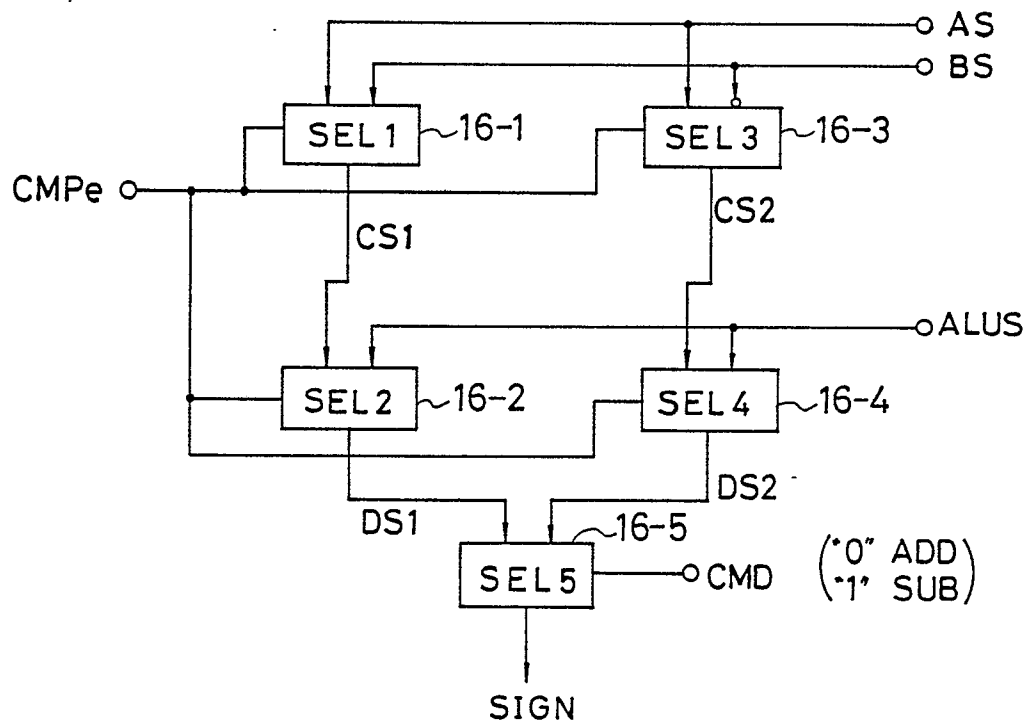 AS
BS
SEL1
16-1
SEL3
16-3
CMPe
CS1
CS2
ALUS
SEL2
16-2
SEL4
16-4
DS1
DS2
16-5
SEL5
CMD
("0" ADD
"1" SUB)
SIGN